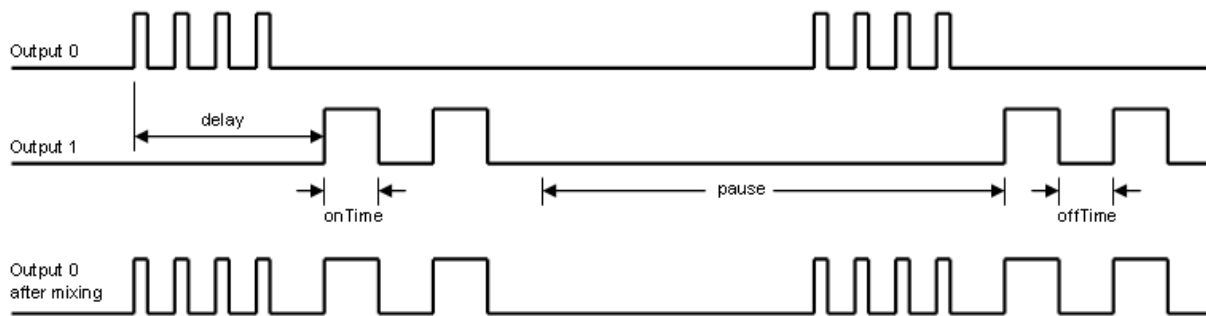 Output 0
delay
Output 1
pause
onTime
offTime
Output 0
after mixing